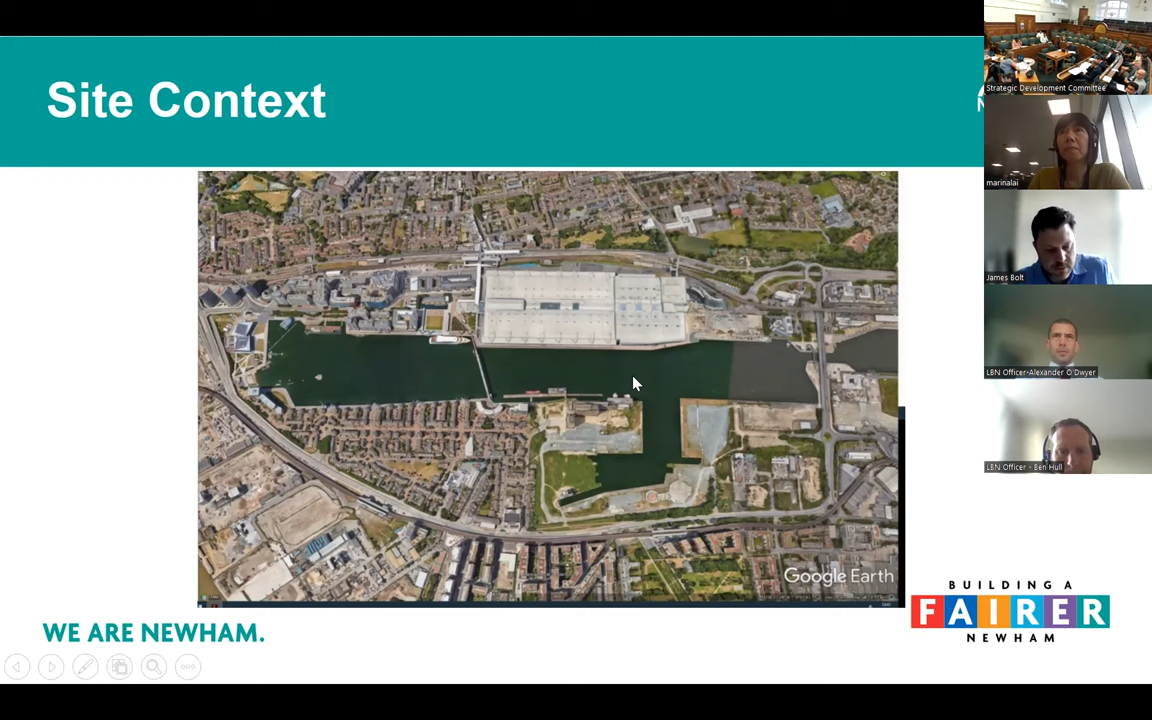 Site Context
Strategic Development Committee
marinalai
James Bolt
LBN Officer-Alexander O Dwyer
LBN Officer - Ben Hull
Google Earth
BUILDING A
FAIRER
NEWHAM
WE ARE NEWHAM.